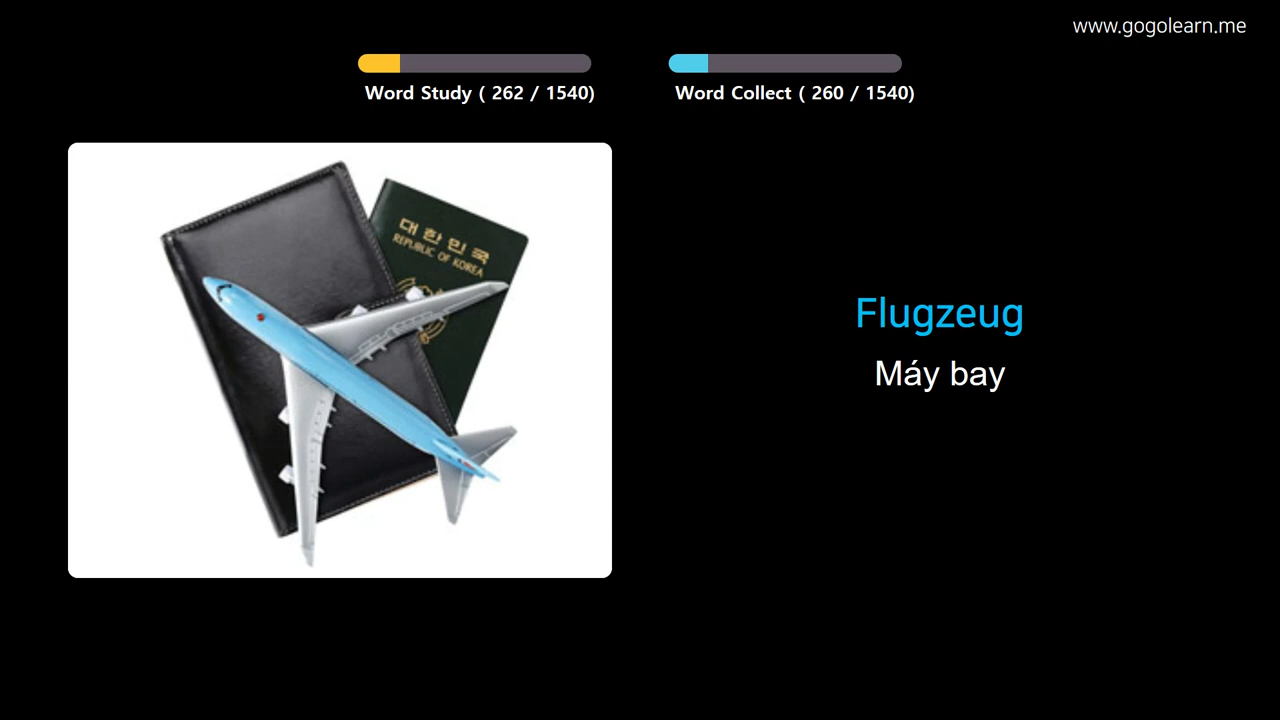 www.gogolearn.me
Word Study ( 262 / 1540)
Word Collect ( 260 / 1540)
대한민국
REPUBLIC OF KOREA
Flugzeug
Máy bay